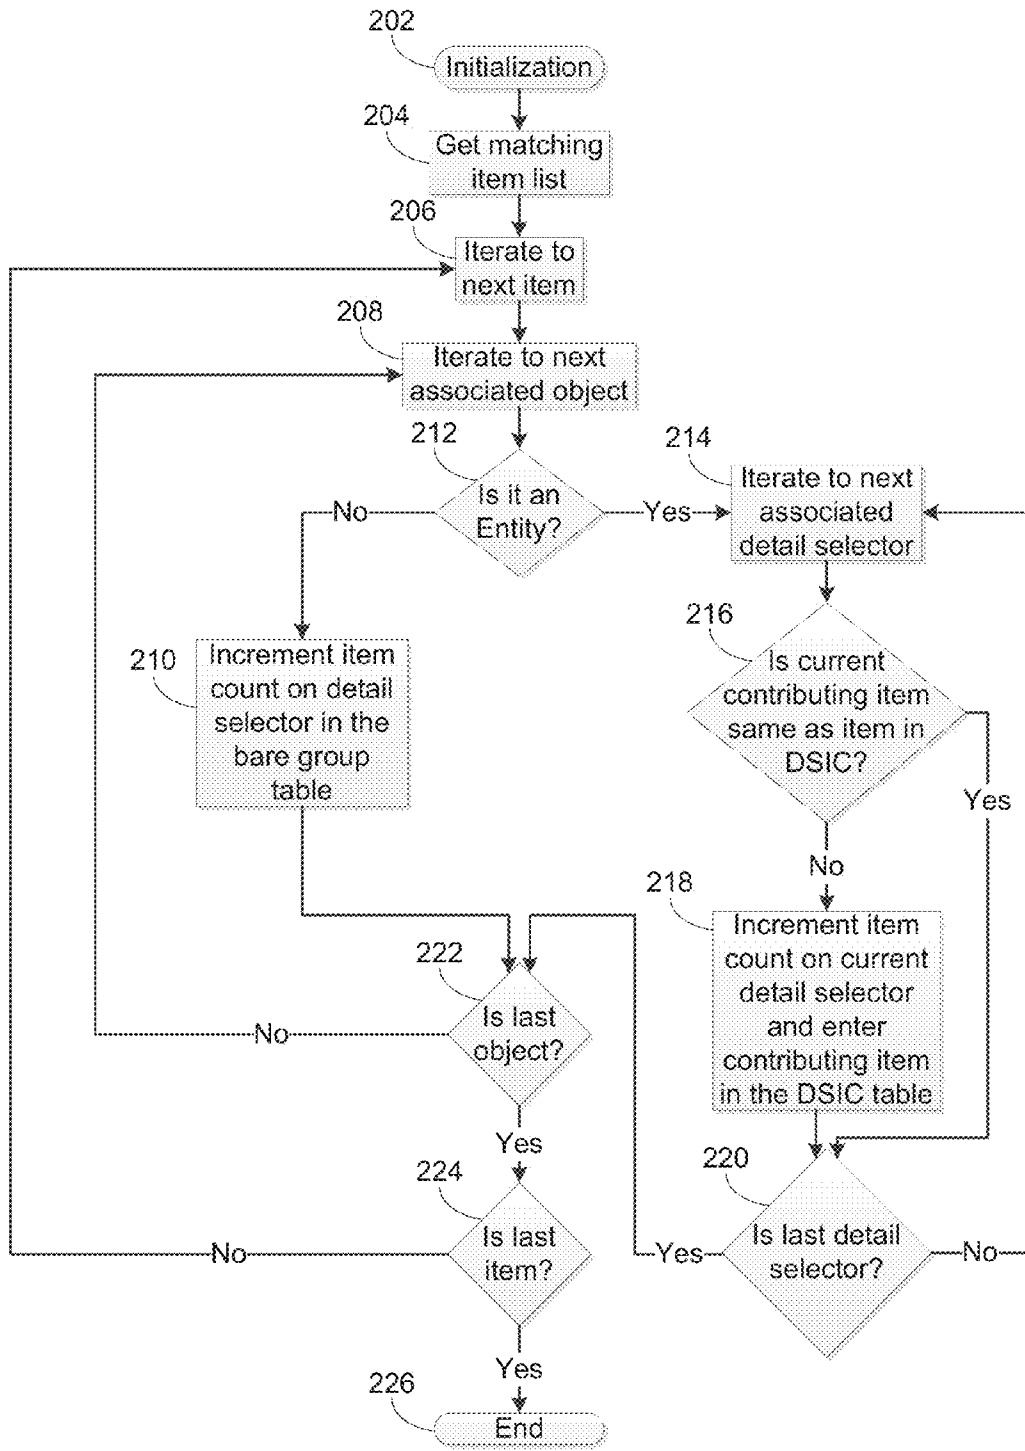 202
Initialization
204
Get matching
item list
206
Iterate to
next item
208
Iterate to next
associated object
212
Is it an
Entity?
No
Yes
214
Iterate to next
associated
detail selector
210
Increment item
count on detail
selector in the
bare group
table
216
Is current
contributing item
same as item in
DSIC?
Yes
No
218
Increment item
count on current
detail selector
and enter
contributing item
in the DSIC table
222
Is last
object?
No
Yes
220
Is last detail
selector?
Yes
No
224
Is last
item?
No
Yes
226
End